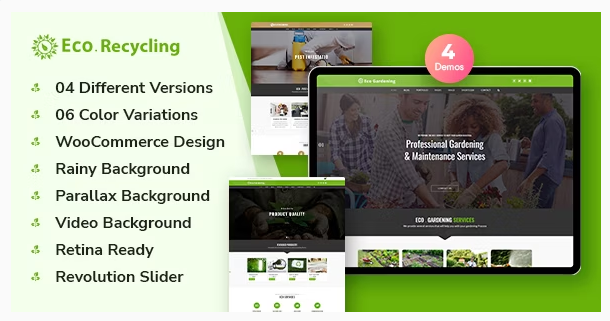 Eco. Recycling
04 Different Versions
06 Color Variations
WooCommerce Design
Rainy Background
Parallax Background
Video Background
Retina Ready
Revolution Slider
4
Demos
Eco Gardening
Professional Gardening
& Maintenance Services
ECO . GARDENING SERVICES
PRODUCT QUALITY